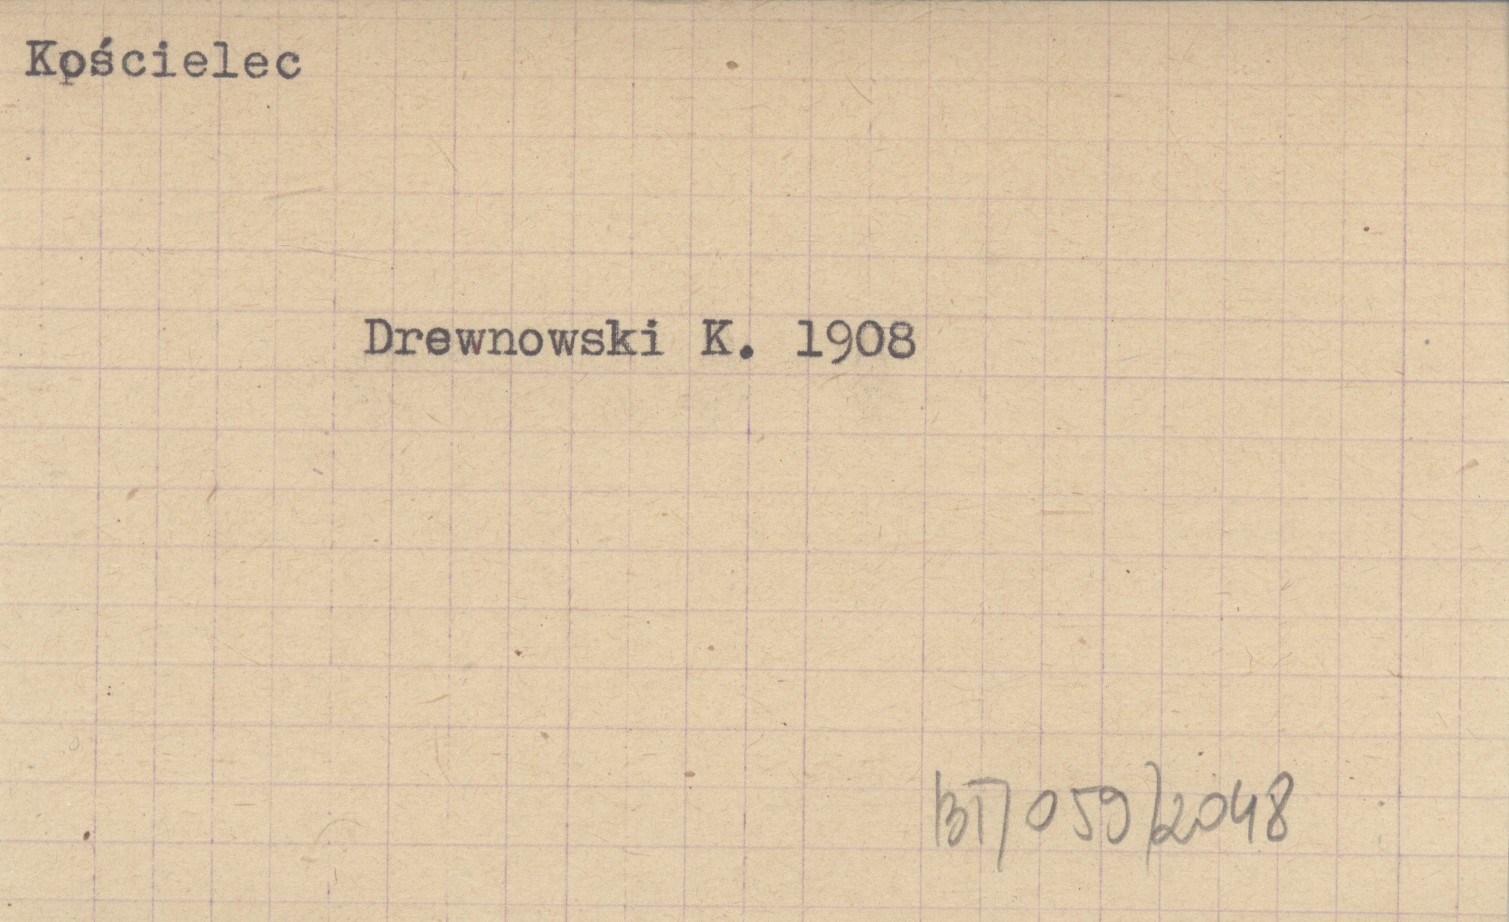 Kościelec
Drewnowski K. 1908
BT/059/2048